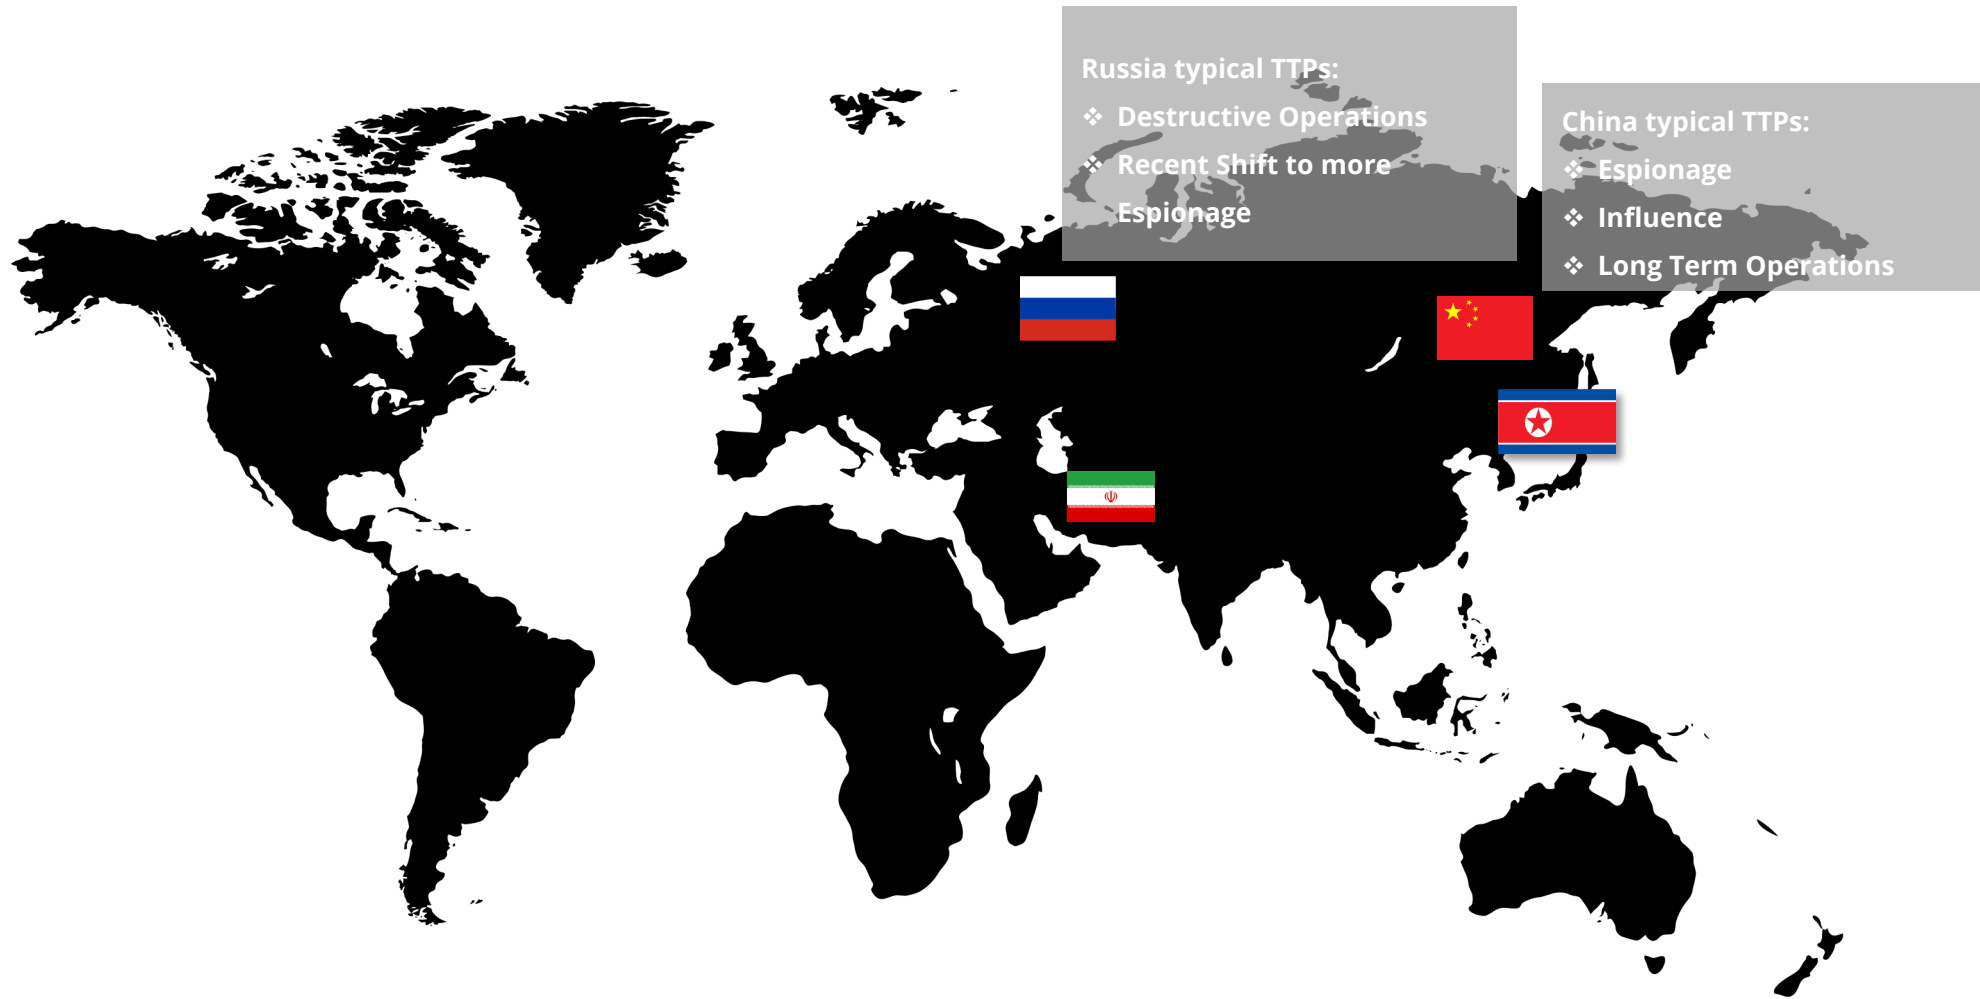 Russia typical TTPs:
❖ Destructive Operations
❖ Recent Shift to more
Espionage
China typical TTPs:
❖ Espionage
❖ Influence
❖ Long Term Operations